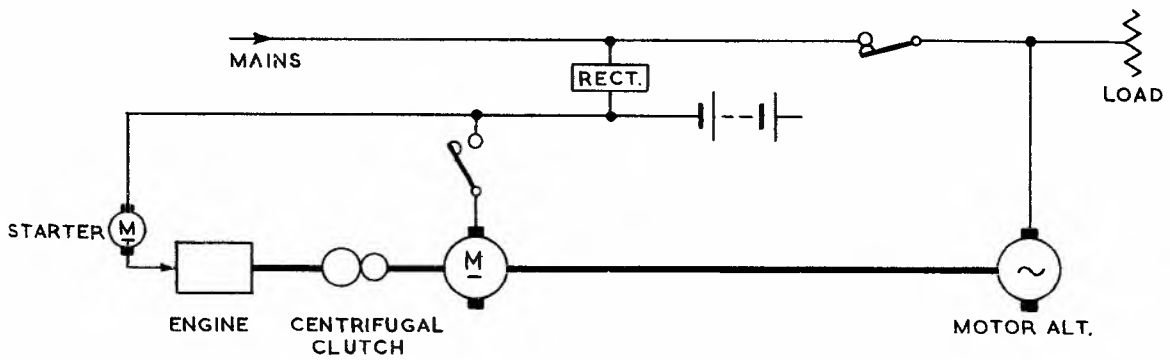 MAINS
RECT.
LOAD
STARTER
M
M
~
ENGINE
CENTRIFUGAL
CLUTCH
MOTOR ALT.